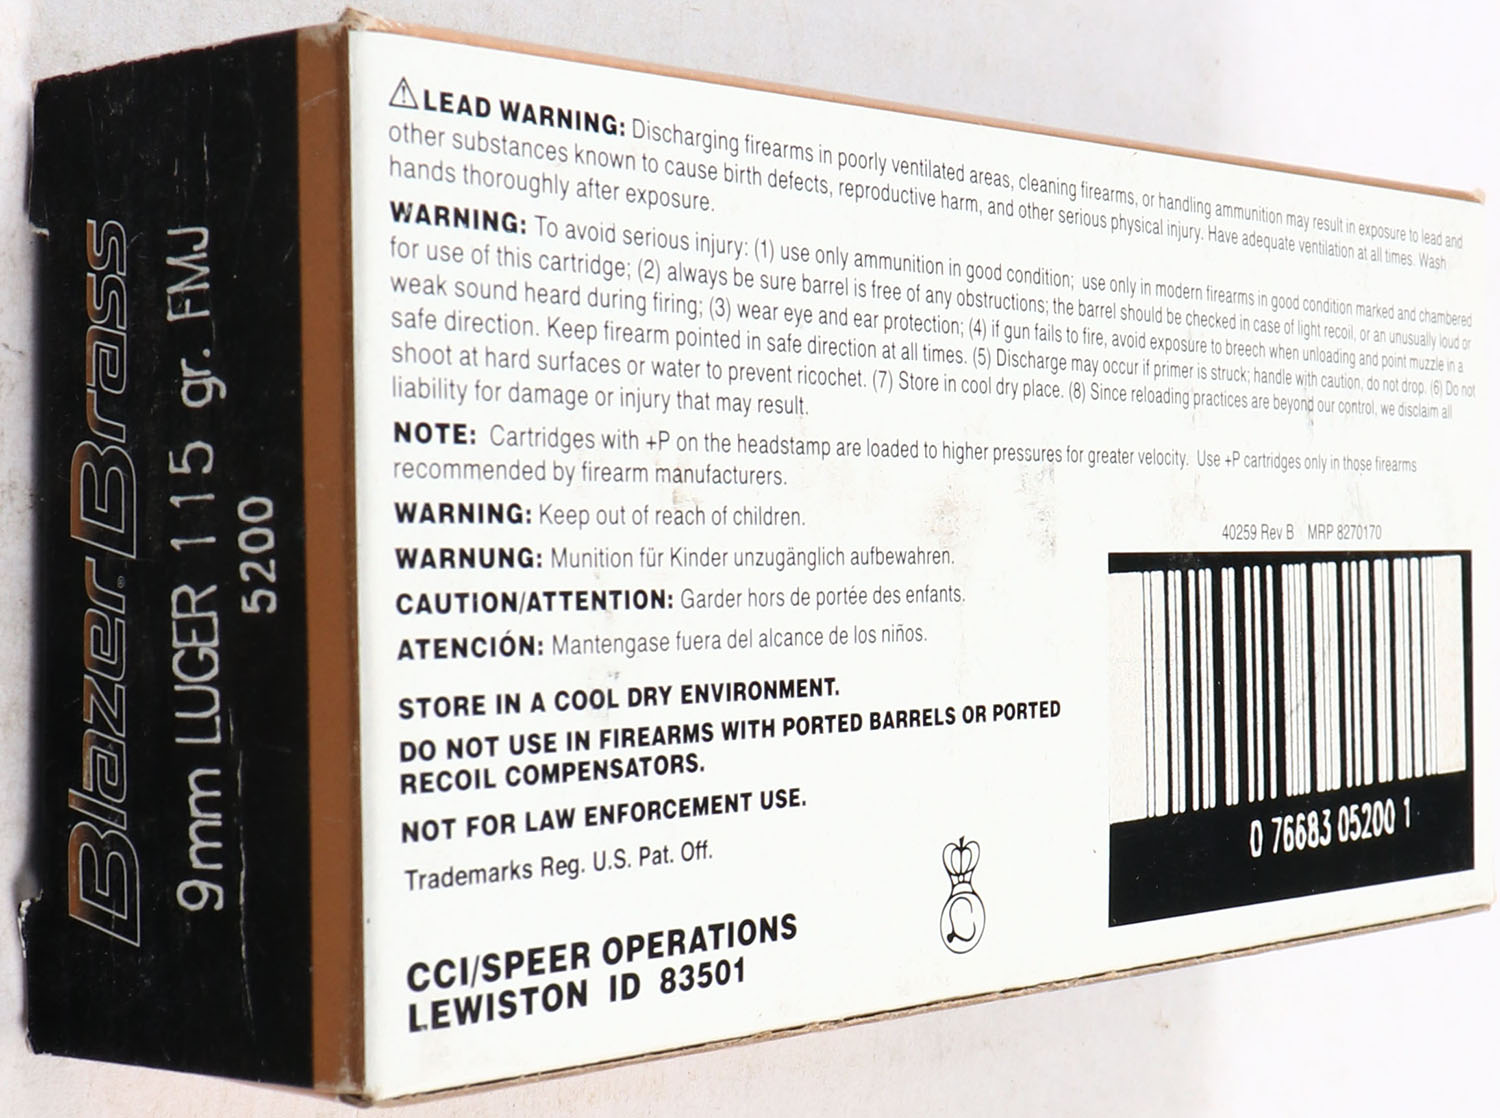 Blazer Brass
9mm LUGER 115 gr. FMJ
5200
LEAD WARNING: Discharging firearms in poorly ventilated areas, cleaning firearms, or handling ammunition may result in exposure to lead and
other substances known to cause birth defects, reproductive harm, and other serious physical injury. Have adequate ventilation at all times. Wash
hands thoroughly after exposure.
WARNING: To avoid serious injury: (1) use only ammunition in good condition; use only in modern firearms in good condition marked and chambered
for use of this cartridge; (2) always be sure barrel is free of any obstructions; the barrel should be checked in case of light recoil, or an unusually loud or
weak sound heard during firing; (3) wear eye and ear protection; (4) if gun fails to fire, avoid exposure to breech when unloading and point muzzle in a
safe direction. Keep firearm pointed in safe direction at all times. (5) Discharge may occur if primer is struck; handle with caution, do not drop. (6) Do not
shoot at hard surfaces or water to prevent ricochet. (7) Store in cool dry place. (8) Since reloading practices are beyond our control, we disclaim all
liability for damage or injury that may result.
NOTE: Cartridges with +P on the headstamp are loaded to higher pressures for greater velocity. Use +P cartridges only in those firearms
recommended by firearm manufacturers.
WARNING: Keep out of reach of children.
WARNUNG: Munition für Kinder unzugänglich aufbewahren.
CAUTION/ATTENTION: Garder hors de portée des enfants.
ATENCIÓN: Mantengase fuera del alcance de los niños.
STORE IN A COOL DRY ENVIRONMENT.
DO NOT USE IN FIREARMS WITH PORTED BARRELS OR PORTED
RECOIL COMPENSATORS.
NOT FOR LAW ENFORCEMENT USE.
Trademarks Reg. U.S. Pat. Off.
CCI/SPEER OPERATIONS
LEWISTON ID 83501
L
40259 Rev B MRP 8270170
0 76683 05200 1